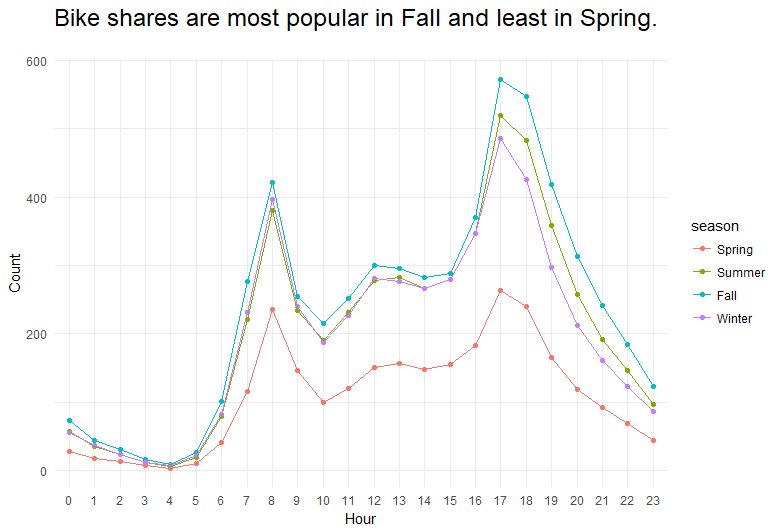 Bike shares are most popular in Fall and least in Spring.
600
400
200
0
Count
0 1 2 3 4 5 6 7 8 9 10 11 12 13 14 15 16 17 18 19 20 21 22 23
Hour
season
Spring
Summer
Fall
Winter